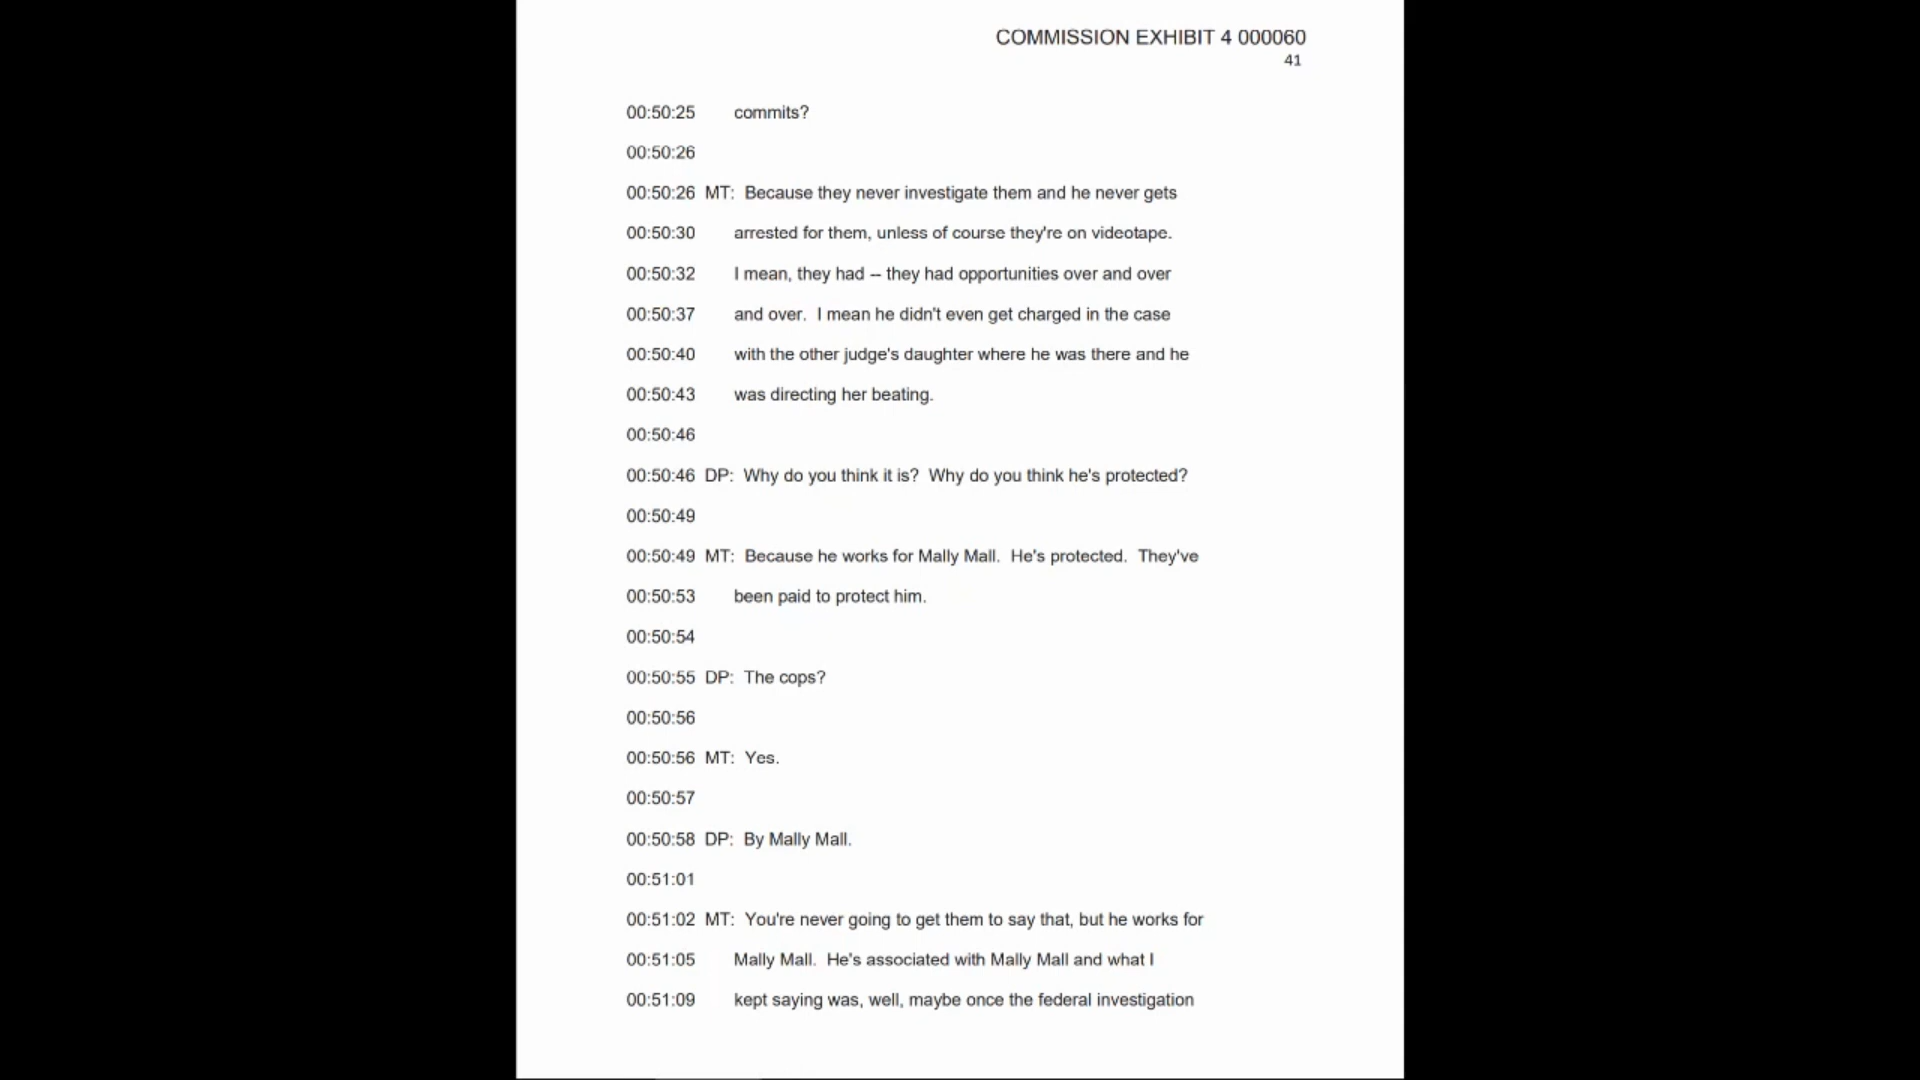 COMMISSION EXHIBIT 4 000060
41
00:50:25 commits?
00:50:26
00:50:26 MT: Because they never investigate them and he never gets
00:50:30 arrested for them, unless of course they're on videotape.
00:50:32 I mean, they had -- they had opportunities over and over
00:50:37 and over. I mean he didn't even get charged in the case
00:50:40 with the other judge's daughter where he was there and he
00:50:43 was directing her beating.
00:50:46
00:50:46 DP: Why do you think it is? Why do you think he's protected?
00:50:49
00:50:49 MT: Because he works for Mally Mall. He's protected. They've
00:50:53 been paid to protect him.
00:50:54
00:50:55 DP: The cops?
00:50:56
00:50:56 MT: Yes.
00:50:57
00:50:58 DP: By Mally Mall.
00:51:01
00:51:02 MT: You're never going to get them to say that, but he works for
00:51:05 Mally Mall. He's associated with Mally Mall and what I
00:51:09 kept saying was, well, maybe once the federal investigation